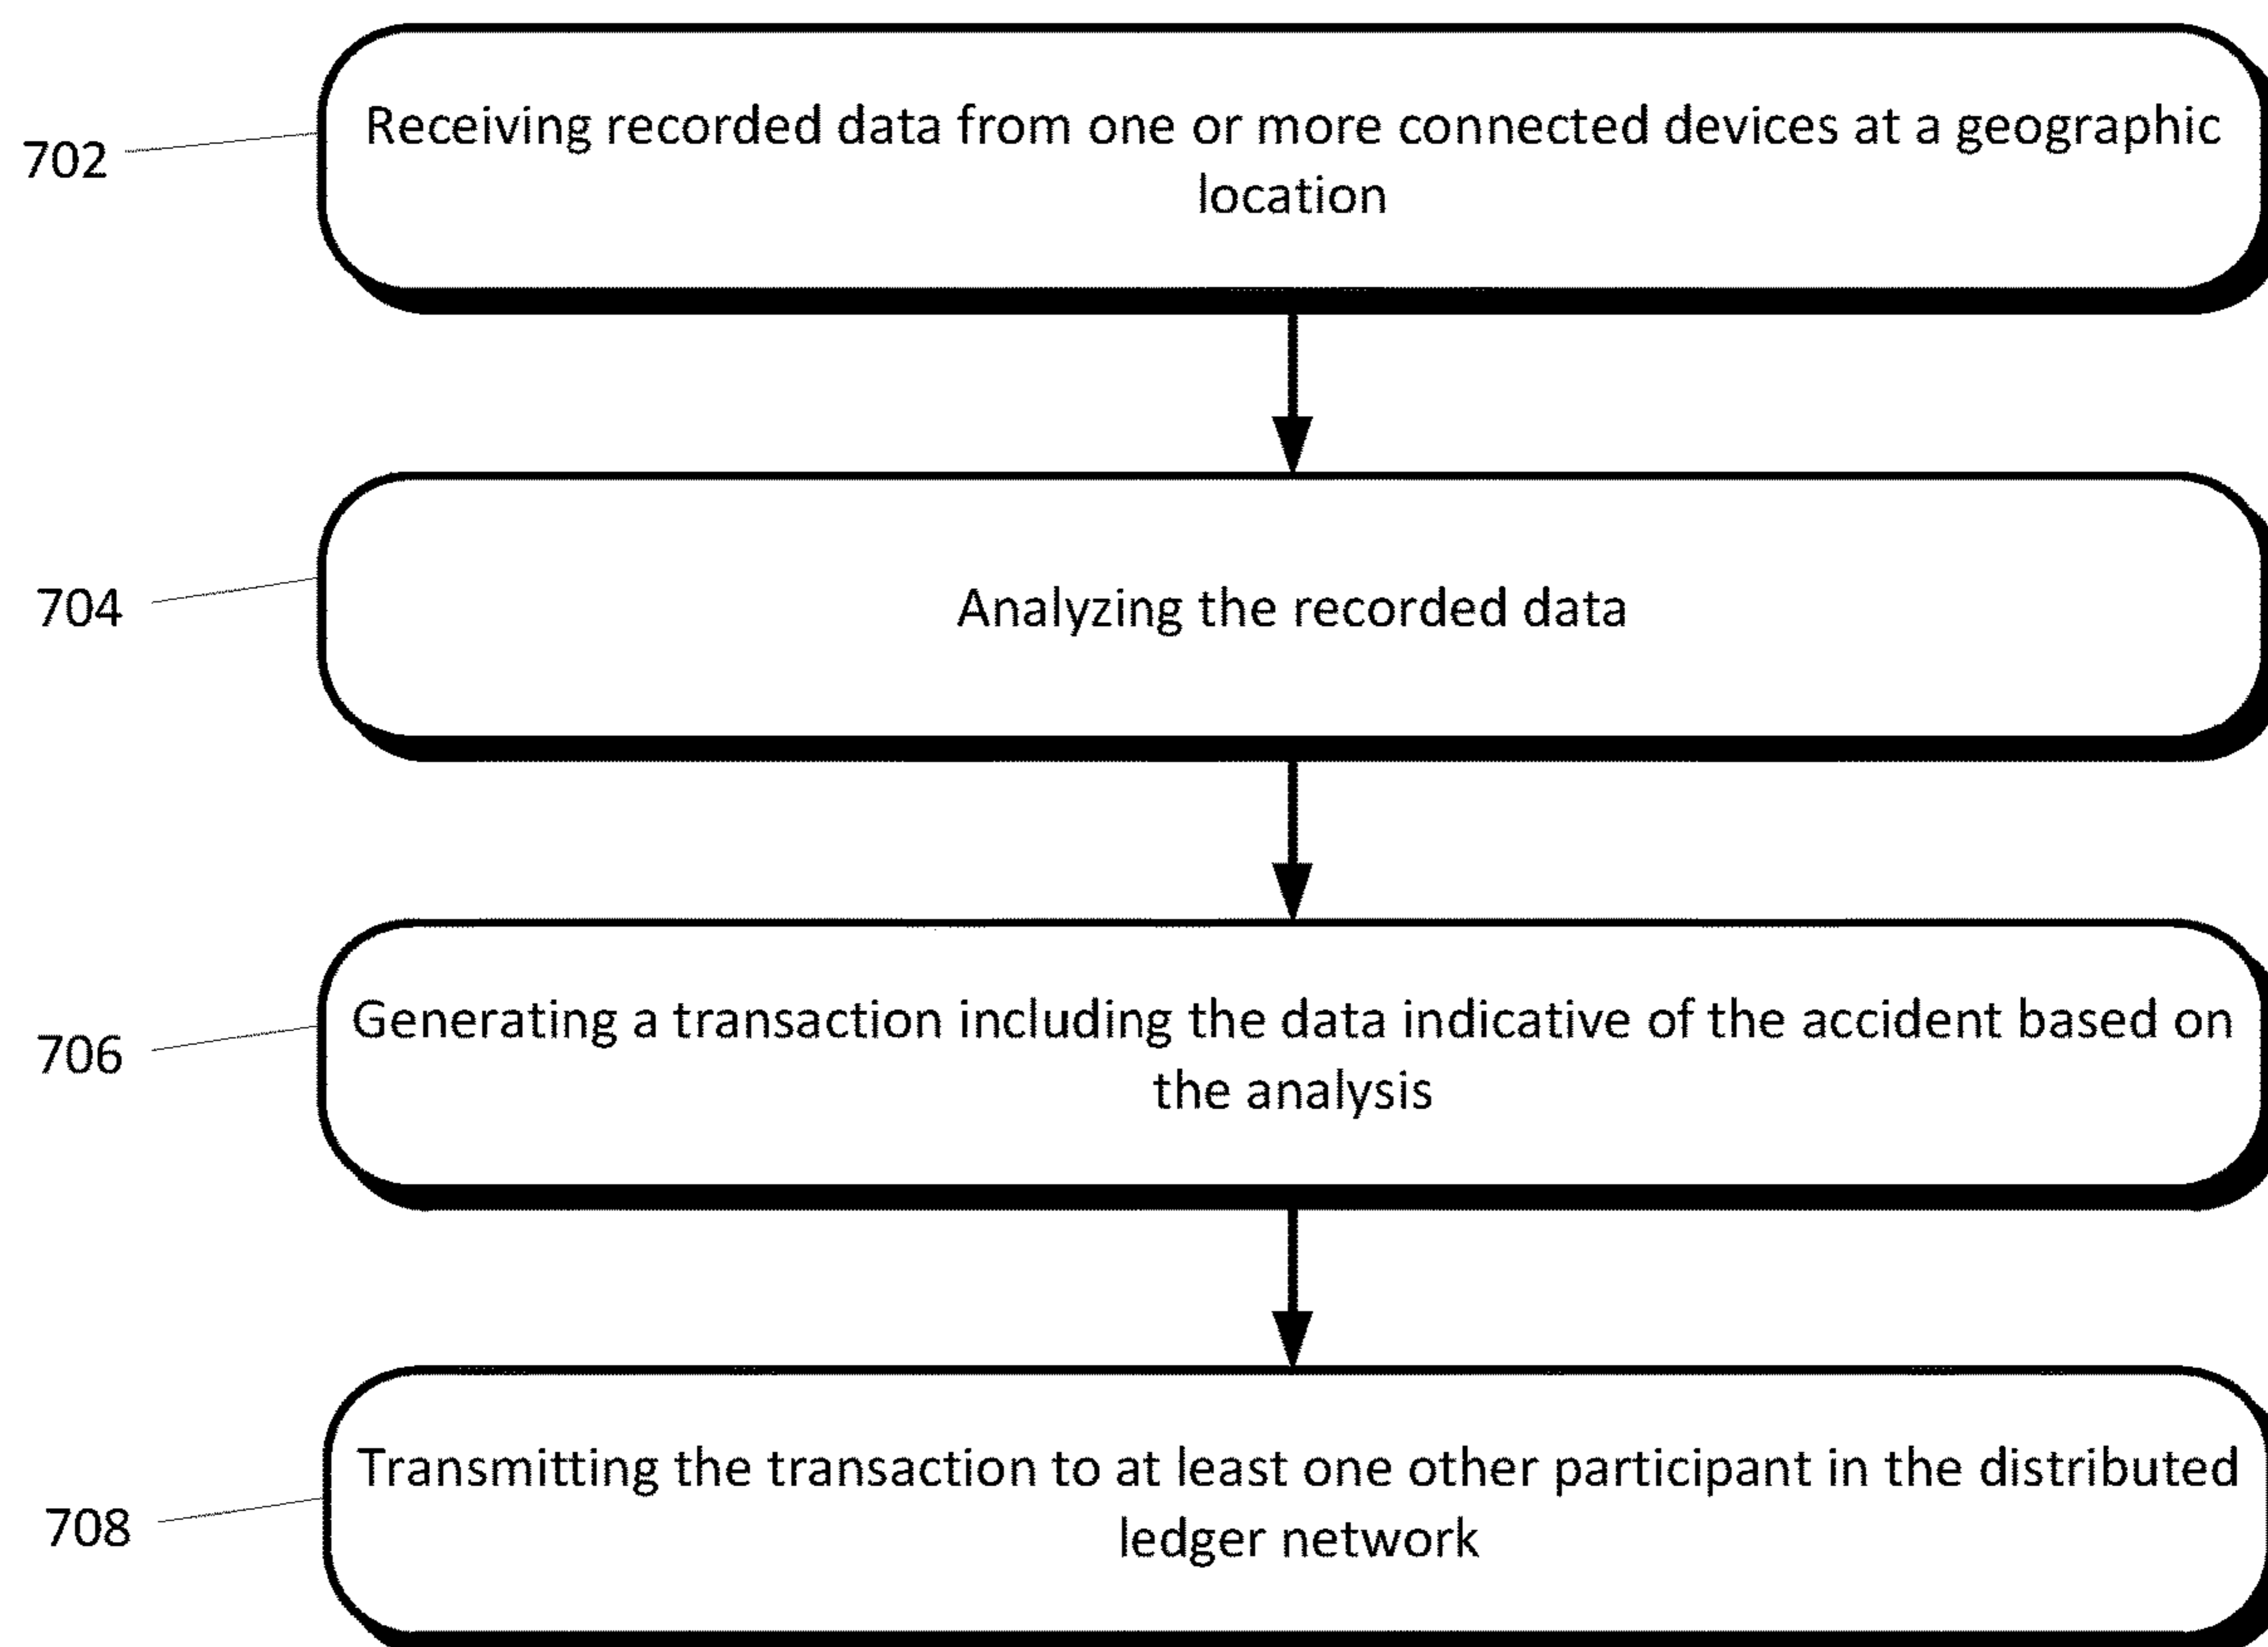 702
Receiving recorded data from one or more connected devices at a geographic
location
704
Analyzing the recorded data
706
Generating a transaction including the data indicative of the accident based on
the analysis
708
Transmitting the transaction to at least one other participant in the distributed
ledger network